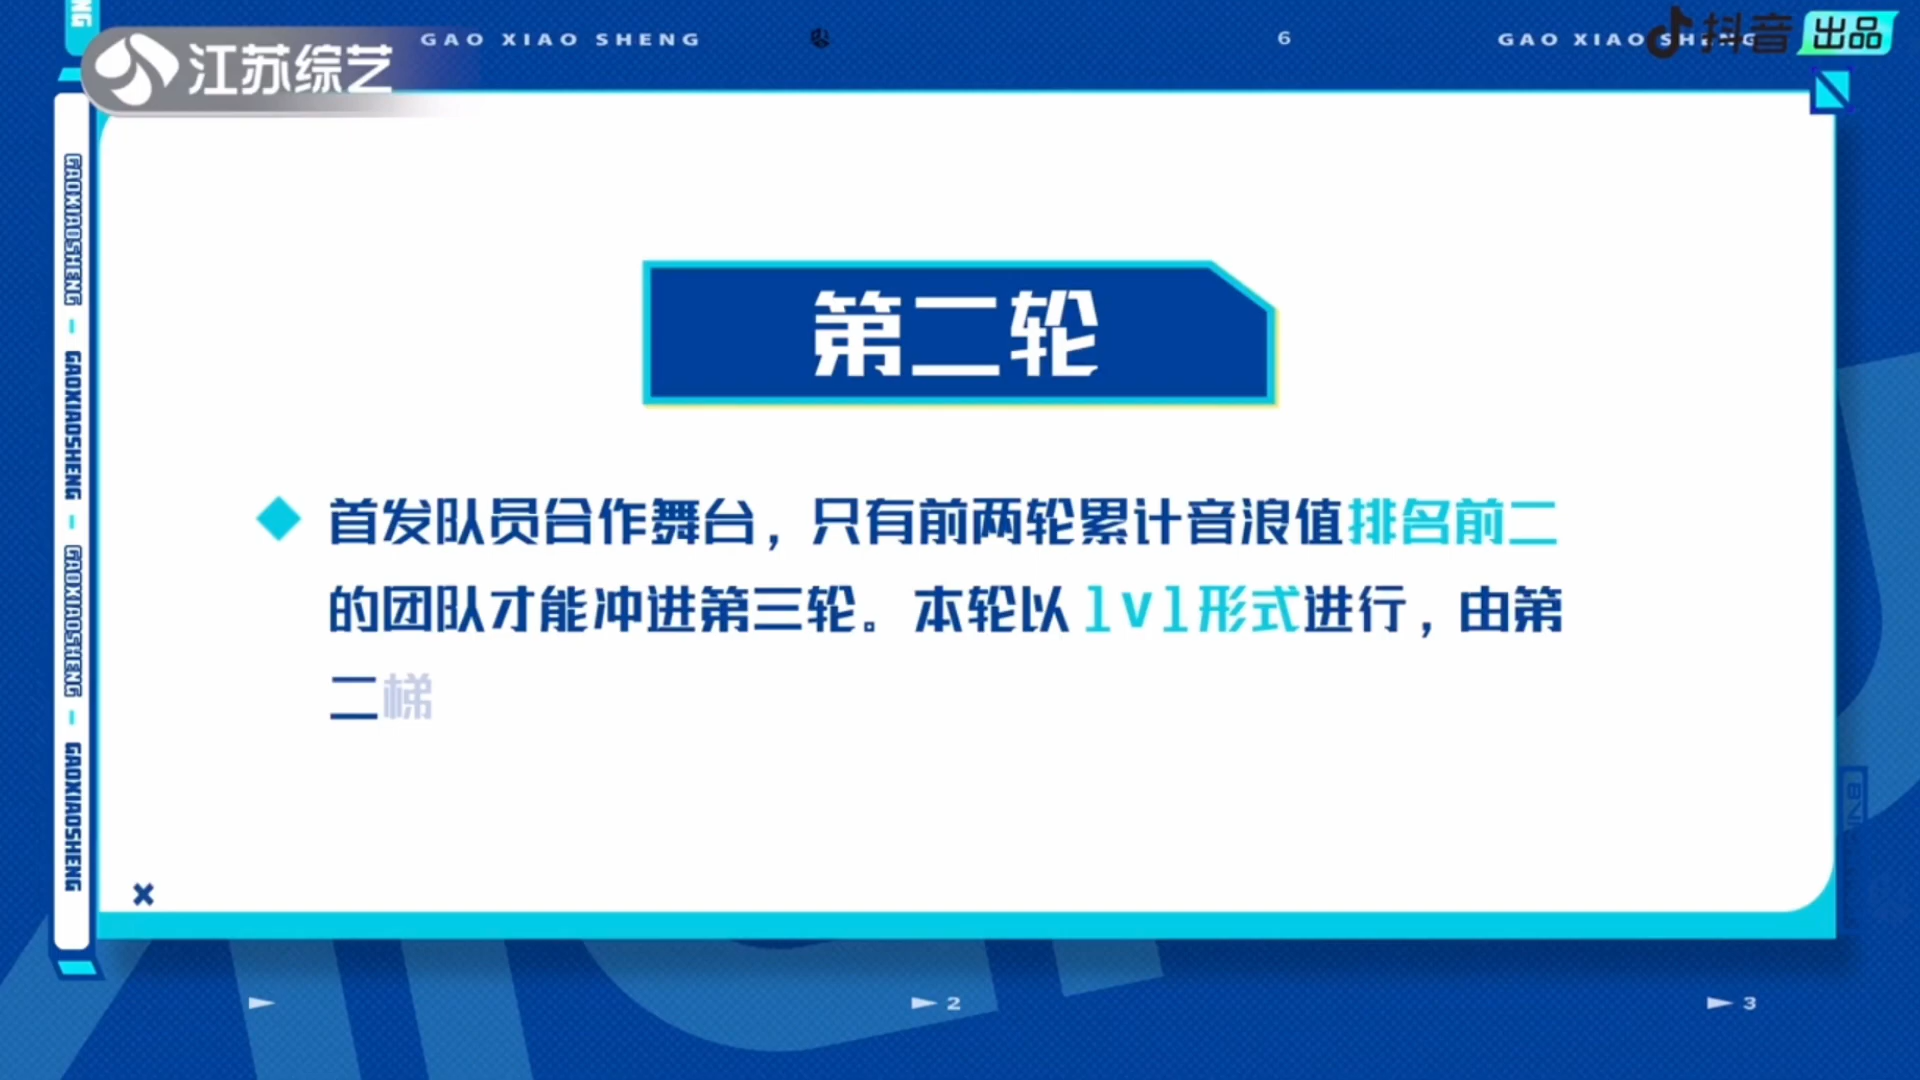 NG
江苏综艺
GAO XIAO SHENG
6
GAO XIAO SHENG
抖音 出品
GAOXIAOSHENG - GAOXIAOSHENG - GAOXIAOSHENG - GAOXIAOSHENG
第二轮
首发队员合作舞台，只有前两轮累计音浪值排名前二
的团队才能冲进第三轮。本轮以1V1形式进行，由第
二梯
2
3